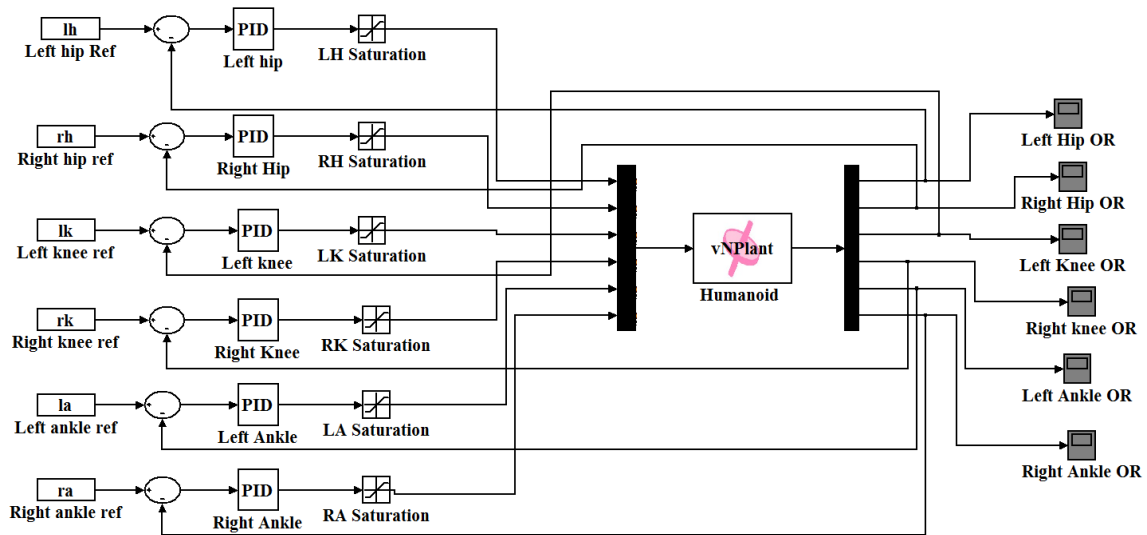 lh
PID
Left hip Ref
Left hip
LH Saturation
rh
PID
Right hip ref
Right Hip
RH Saturation
Left Hip OR
Right Hip OR
lk
PID
Left knee ref
Left knee
LK Saturation
vNPlant
Humanoid
Left Knee OR
rk
PID
Right knee ref
Right Knee
RK Saturation
Right knee OR
la
PID
Left ankle ref
Left Ankle
LA Saturation
Left Ankle OR
ra
PID
Right ankle ref
Right Ankle
RA Saturation
Right Ankle OR